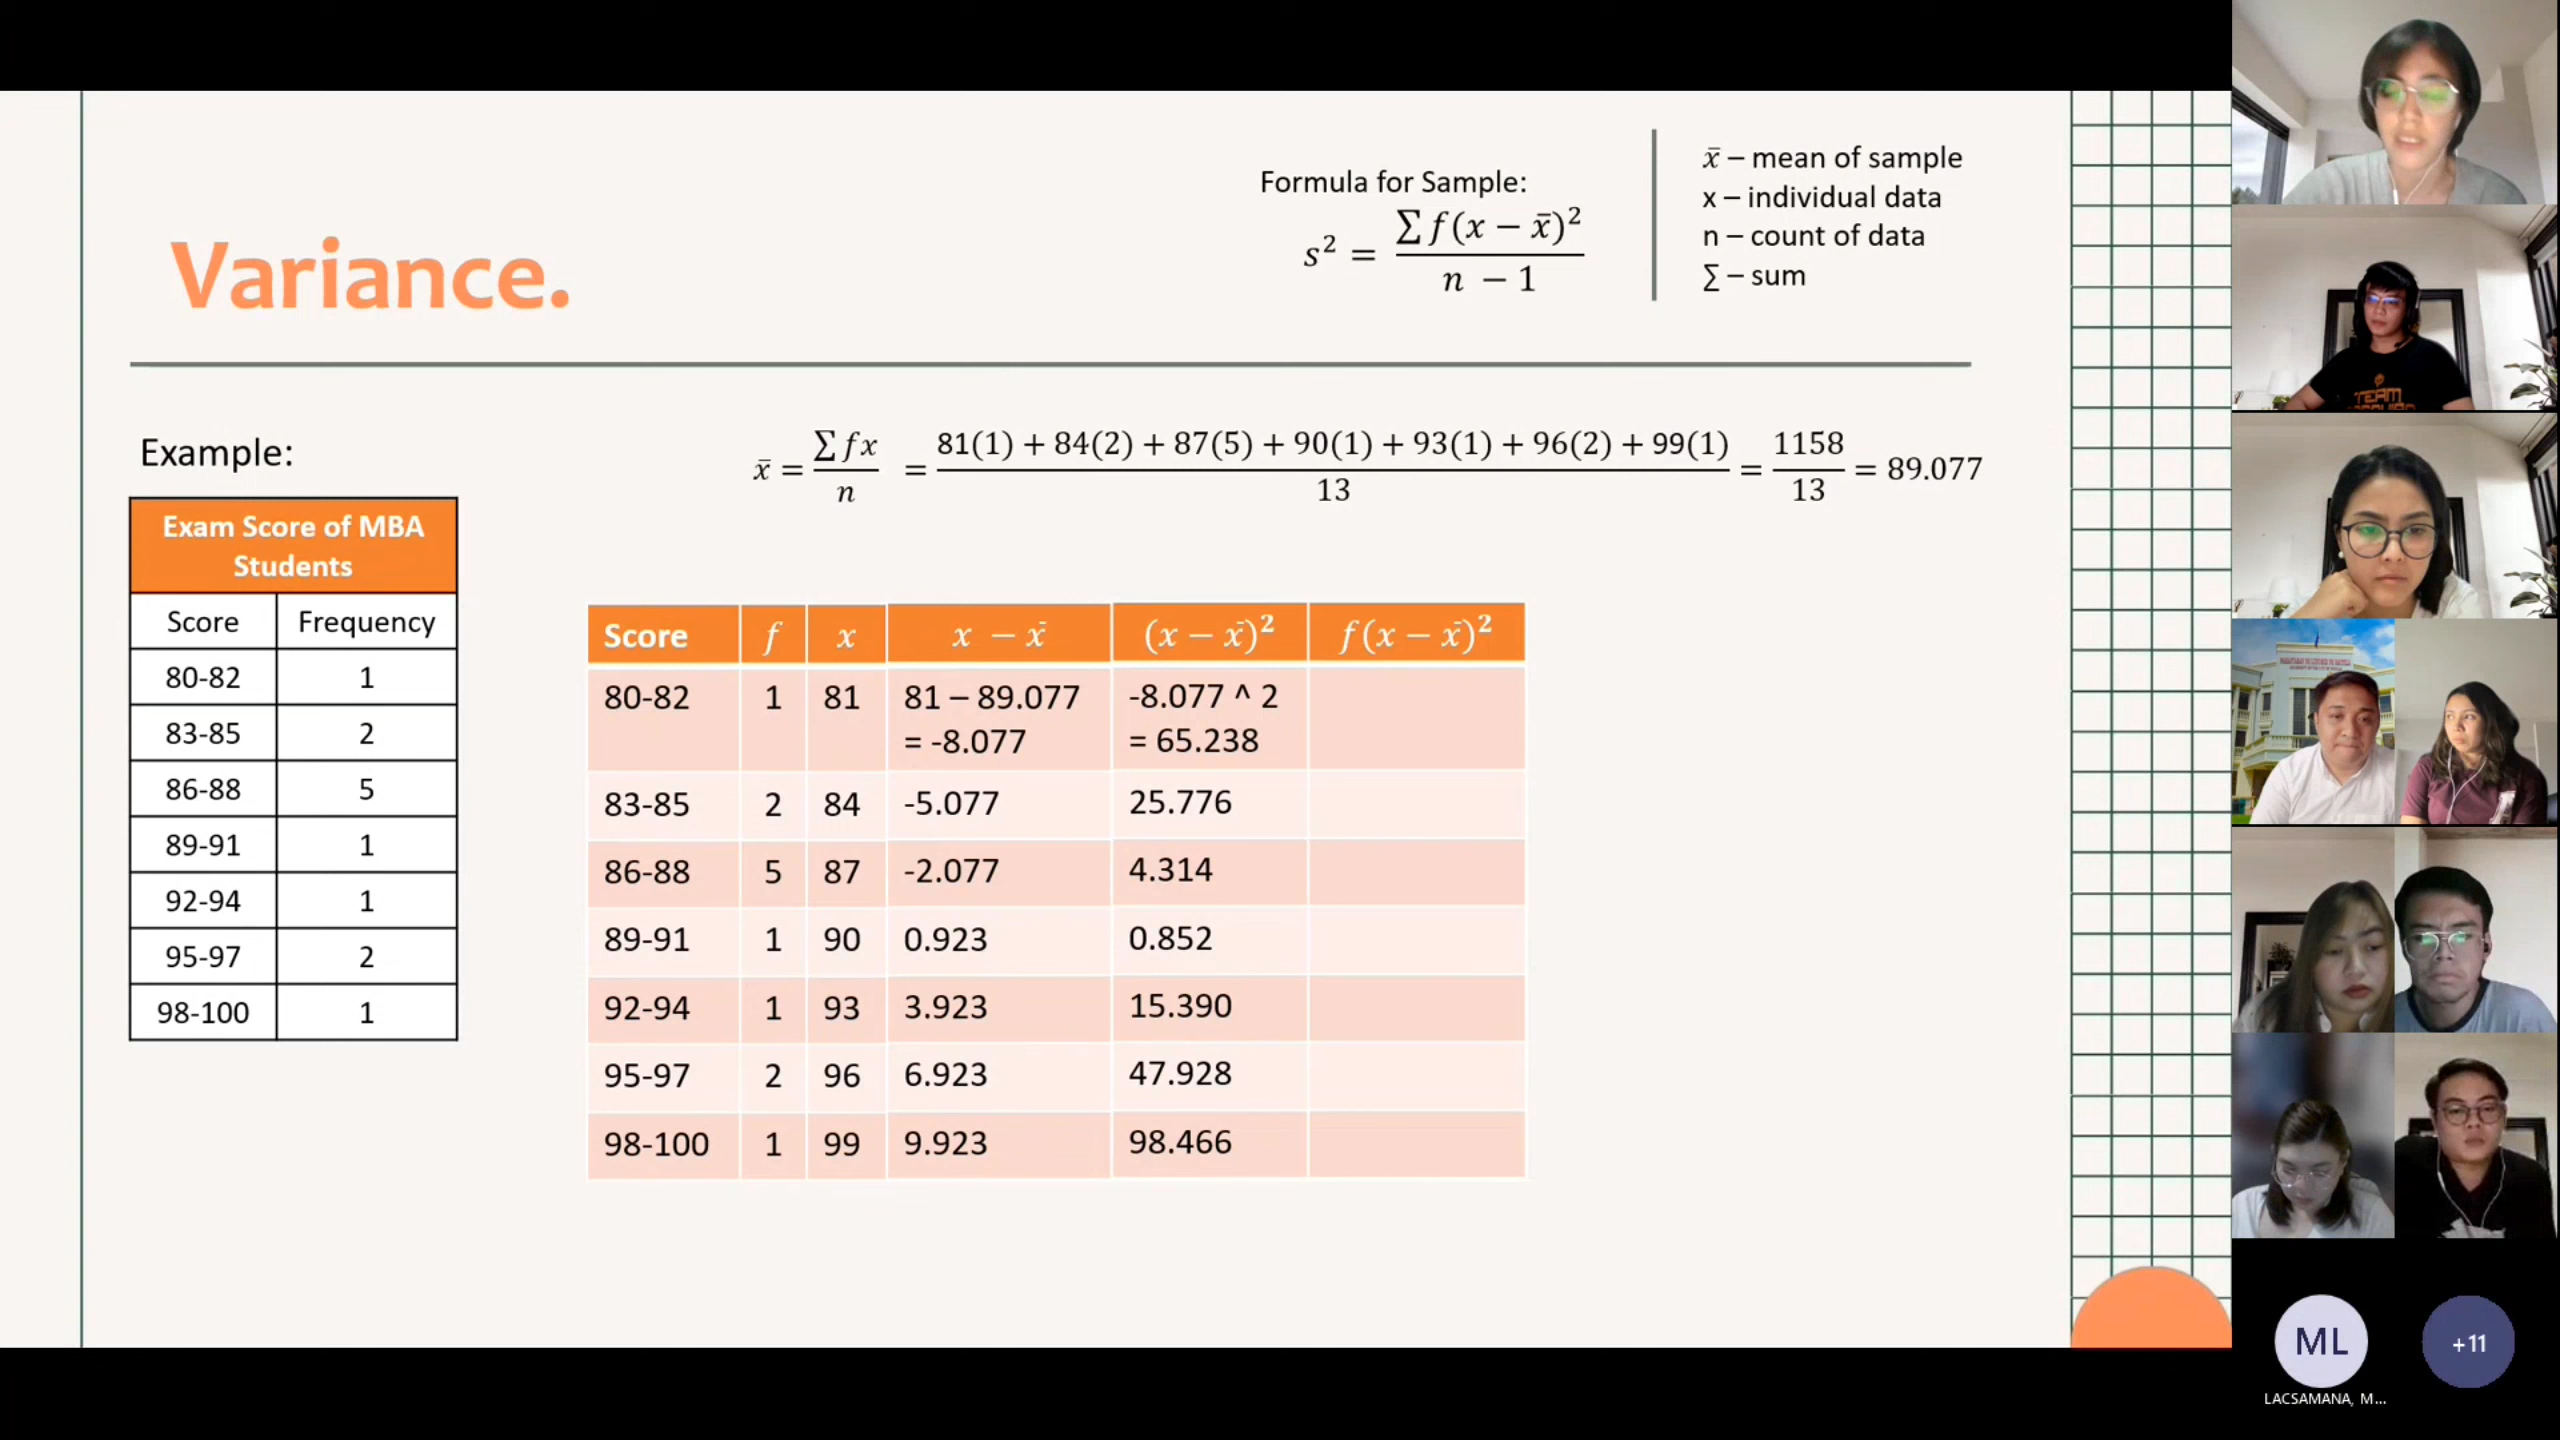 Variance.
Formula for Sample:
s² = ∑ f(x − x̄)² / n − 1
x̄ – mean of sample
x – individual data
n – count of data
∑ – sum
Example:
x̄ = ∑ fx / n = 81(1) + 84(2) + 87(5) + 90(1) + 93(1) + 96(2) + 99(1) / 13 = 1158 / 13 = 89.077
Exam Score of MBA
Students
Score Frequency
80-82 1
83-85 2
86-88 5
89-91 1
92-94 1
95-97 2
98-100 1
Score f x x − x̄ (x − x̄)² f(x − x̄)²
80-82 1 81 81 – 89.077 -8.077 ^ 2
= -8.077 = 65.238
83-85 2 84 -5.077 25.776
86-88 5 87 -2.077 4.314
89-91 1 90 0.923 0.852
92-94 1 93 3.923 15.390
95-97 2 96 6.923 47.928
98-100 1 99 9.923 98.466
TEAM
ML
+11
LACSAMANA, M...